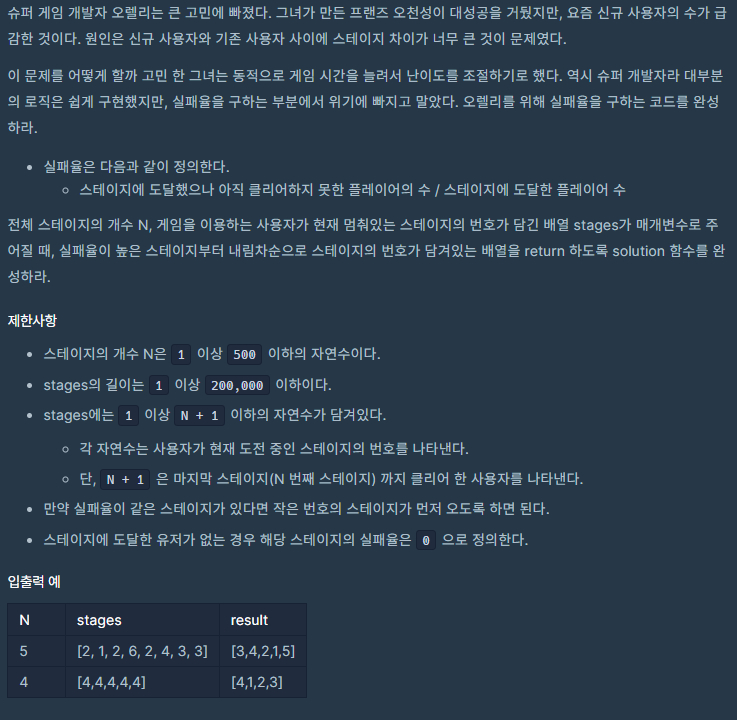 슈퍼 게임 개발자 오렐리는 큰 고민에 빠졌다. 그녀가 만든 프랜즈 오천성이 대성공을 거뒀지만, 요즘 신규 사용자의 수가 급
감한 것이다. 원인은 신규 사용자와 기존 사용자 사이에 스테이지 차이가 너무 큰 것이 문제였다.
이 문제를 어떻게 할까 고민 한 그녀는 동적으로 게임 시간을 늘려서 난이도를 조절하기로 했다. 역시 슈퍼 개발자라 대부분
의 로직은 쉽게 구현했지만, 실패율을 구하는 부분에서 위기에 빠지고 말았다. 오렐리를 위해 실패율을 구하는 코드를 완성
하라.
• 실패율은 다음과 같이 정의한다.
◦ 스테이지에 도달했으나 아직 클리어하지 못한 플레이어의 수 / 스테이지에 도달한 플레이어 수
전체 스테이지의 개수 N, 게임을 이용하는 사용자가 현재 멈춰있는 스테이지의 번호가 담긴 배열 stages가 매개변수로 주
어질 때, 실패율이 높은 스테이지부터 내림차순으로 스테이지의 번호가 담겨있는 배열을 return 하도록 solution 함수를 완
성하라.
제한사항
• 스테이지의 개수 N은 1 이상 500 이하의 자연수이다.
• stages의 길이는 1 이상 200,000 이하이다.
• stages에는 1 이상 N + 1 이하의 자연수가 담겨있다.
◦ 각 자연수는 사용자가 현재 도전 중인 스테이지의 번호를 나타낸다.
◦ 단, N + 1 은 마지막 스테이지(N 번째 스테이지) 까지 클리어 한 사용자를 나타낸다.
• 만약 실패율이 같은 스테이지가 있다면 작은 번호의 스테이지가 먼저 오도록 하면 된다.
• 스테이지에 도달한 유저가 없는 경우 해당 스테이지의 실패율은 0 으로 정의한다.
입출력 예
N stages result
5 [2, 1, 2, 6, 2, 4, 3, 3] [3,4,2,1,5]
4 [4,4,4,4,4] [4,1,2,3]